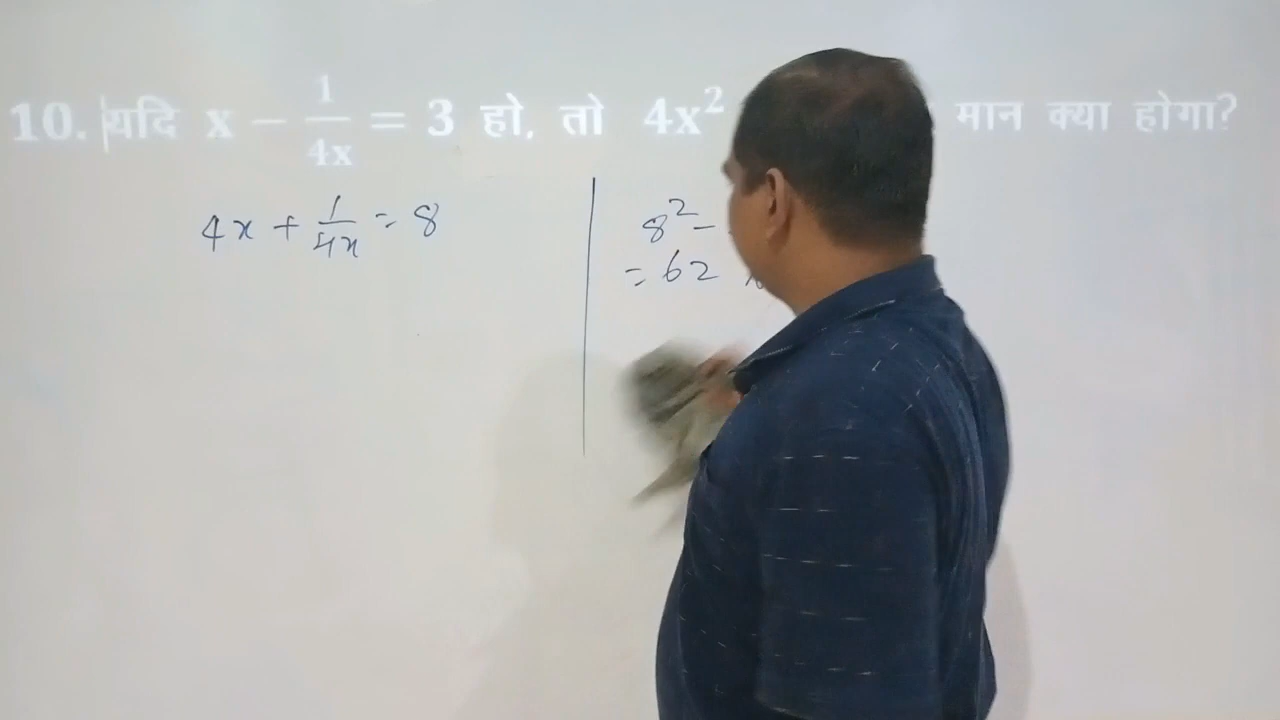 10. यदि x − 1/4x = 3 हो, तो 4x² मान क्या होगा?
4x + 1/4x = 8
8² −
= 62